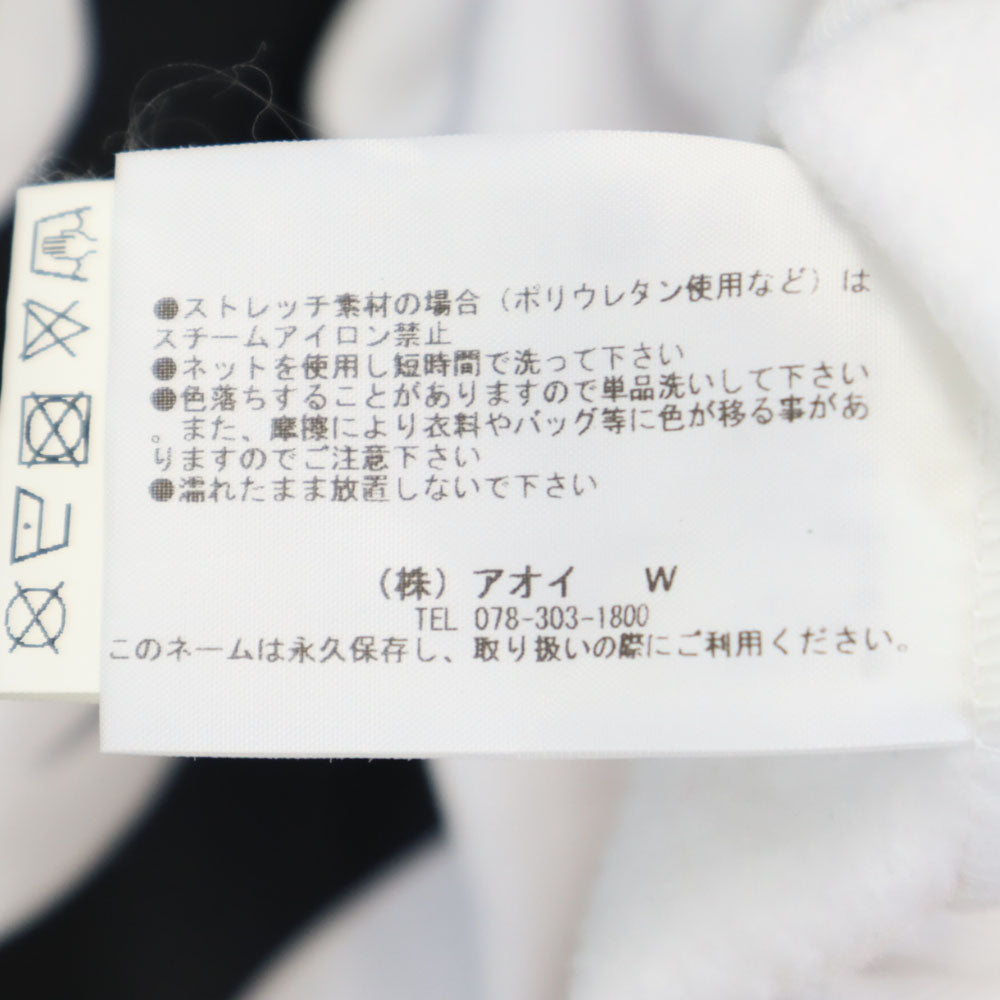 ●ストレッチ素材の場合（ポリウレタン使用など）は
スチームアイロン禁止
●ネットを使用し短時間で洗って下さい
●色落ちすることがありますので単品洗いして下さい
。また、摩擦により衣料やバッグ等に色が移る事があ
りますのでご注意下さい
●濡れたまま放置しないで下さい
（株）アオイ W
TEL 078-303-1800
このネームは永久保存し、取り扱いの際にご利用ください。